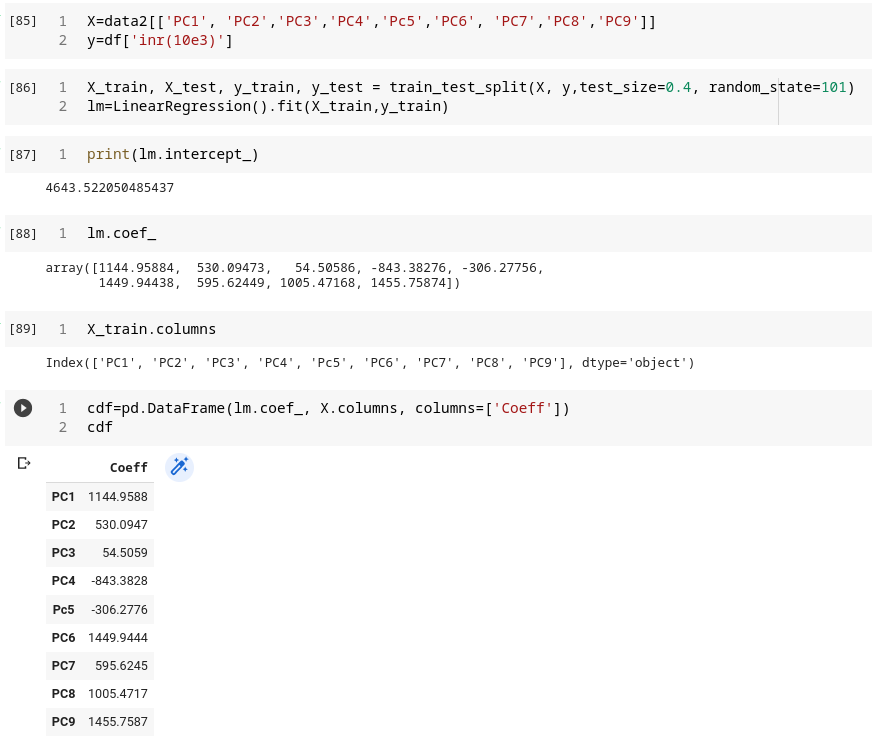 [85] 1 X=data2[['PC1', 'PC2','PC3','PC4','Pc5','PC6', 'PC7','PC8','PC9']]
2 y=df['inr(10e3)']
[86] 1 X_train, X_test, y_train, y_test = train_test_split(X, y,test_size=0.4, random_state=101)
2 lm=LinearRegression().fit(X_train,y_train)
[87] 1 print(lm.intercept_)
4643.522050485437
[88] 1 lm.coef_
array([1144.95884,  530.09473,   54.50586, -843.38276, -306.27756,
1449.94438,  595.62449, 1005.47168, 1455.75874])
[89] 1 X_train.columns
Index(['PC1', 'PC2', 'PC3', 'PC4', 'Pc5', 'PC6', 'PC7', 'PC8', 'PC9'], dtype='object')
1 cdf=pd.DataFrame(lm.coef_, X.columns, columns=['Coeff'])
2 cdf
Coeff
PC1 1144.9588
PC2 530.0947
PC3 54.5059
PC4 -843.3828
Pc5 -306.2776
PC6 1449.9444
PC7 595.6245
PC8 1005.4717
PC9 1455.7587